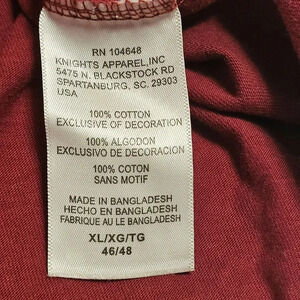 RN 104648
KNIGHTS APPAREL,INC
5475 N. BLACKSTOCK RD
SPARTANBURG, SC. 29303
USA
100% COTTON
EXCLUSIVE OF DECORATION
100% ALGODON
EXCLUSIVO DE DECORACIÓN
100% COTON
SANS MOTIF
MADE IN BANGLADESH
HECHO EN BANGLADESH
FABRIQUE AU LE BANGLADESH
XL/XG/TG
46/48